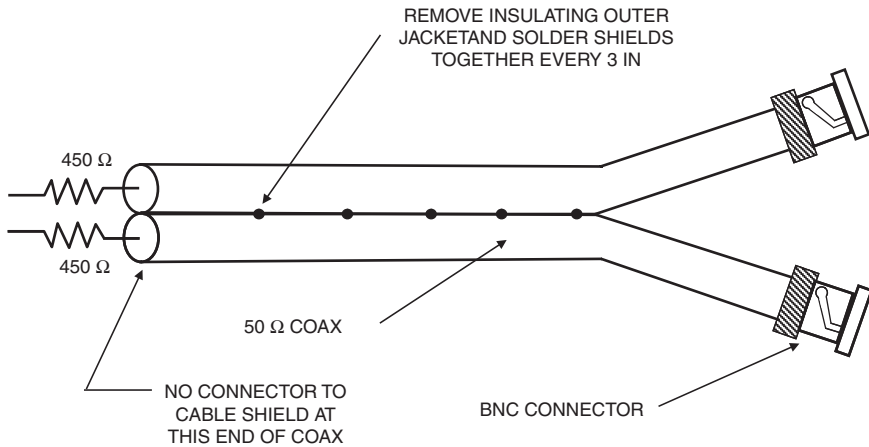 REMOVE INSULATING OUTER
JACKETAND SOLDER SHIELDS
TOGETHER EVERY 3 IN
450 Ω
450 Ω
50 Ω COAX
NO CONNECTOR TO
CABLE SHIELD AT
THIS END OF COAX
BNC CONNECTOR